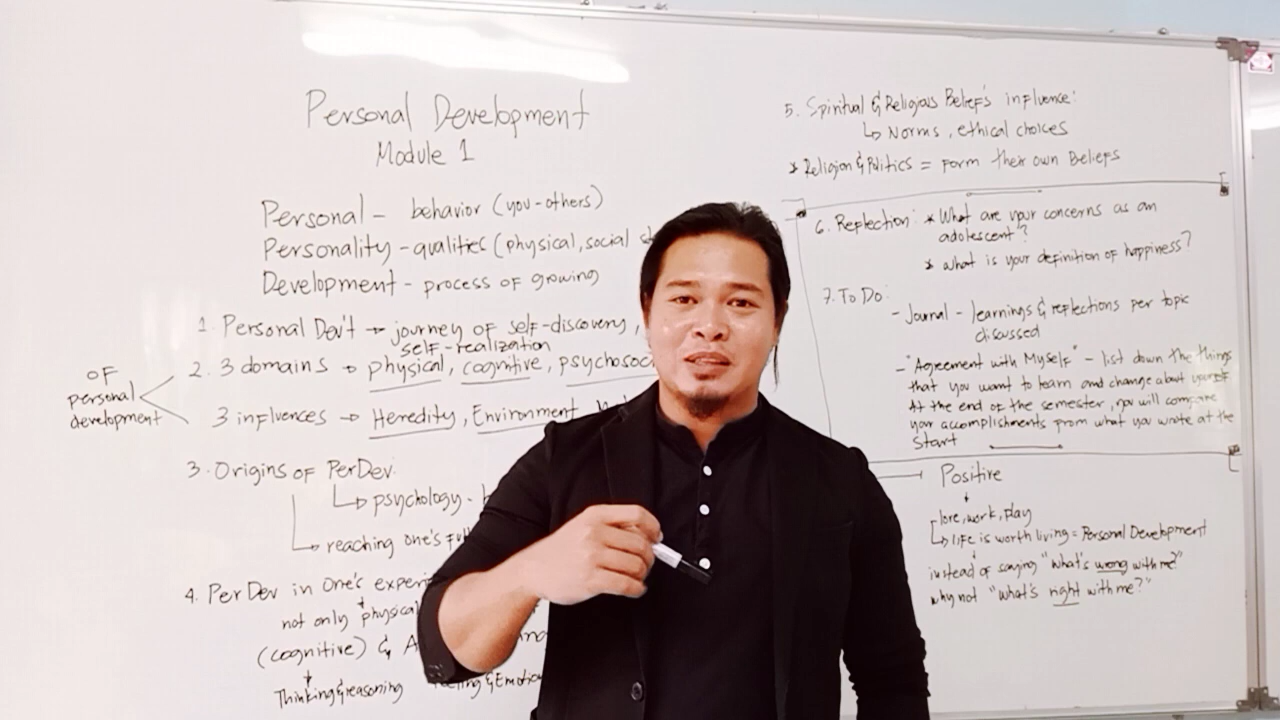 Personal Development
Module 1
Personal - behavior (you-others)
Personality - qualities (physical, social
Development - process of growing
1. Personal Dev't → journey of self-discovery,
self-realization
of
personal
development
2. 3 domains → physical, cognitive, psychosoc
3 influences → Heredity, Environment
3. Origins of PerDev
↳ psychology -
↳ reaching one's
4. PerDev in One's experi
not only physical
(cognitive) &
Thinking & reasoning
5. Spiritual & Religious Belief's influence:
↳ Norms, ethical choices
* Religion & Politics = form their own Beliefs
6. Reflection: * What are your concerns as an
adolescent?
* what is your definition of happiness?
7. To Do:
- Journal - learnings & reflections per topic
discussed
- "Agreement with Myself" - list down the things
that you want to learn and change about yourself
At the end of the semester, you will compare
your accomplishments from what you wrote at the
start
Positive
love, work, play
↳ life is worth living = Personal Development
instead of saying "what's wrong with me?"
why not "what's right with me?"